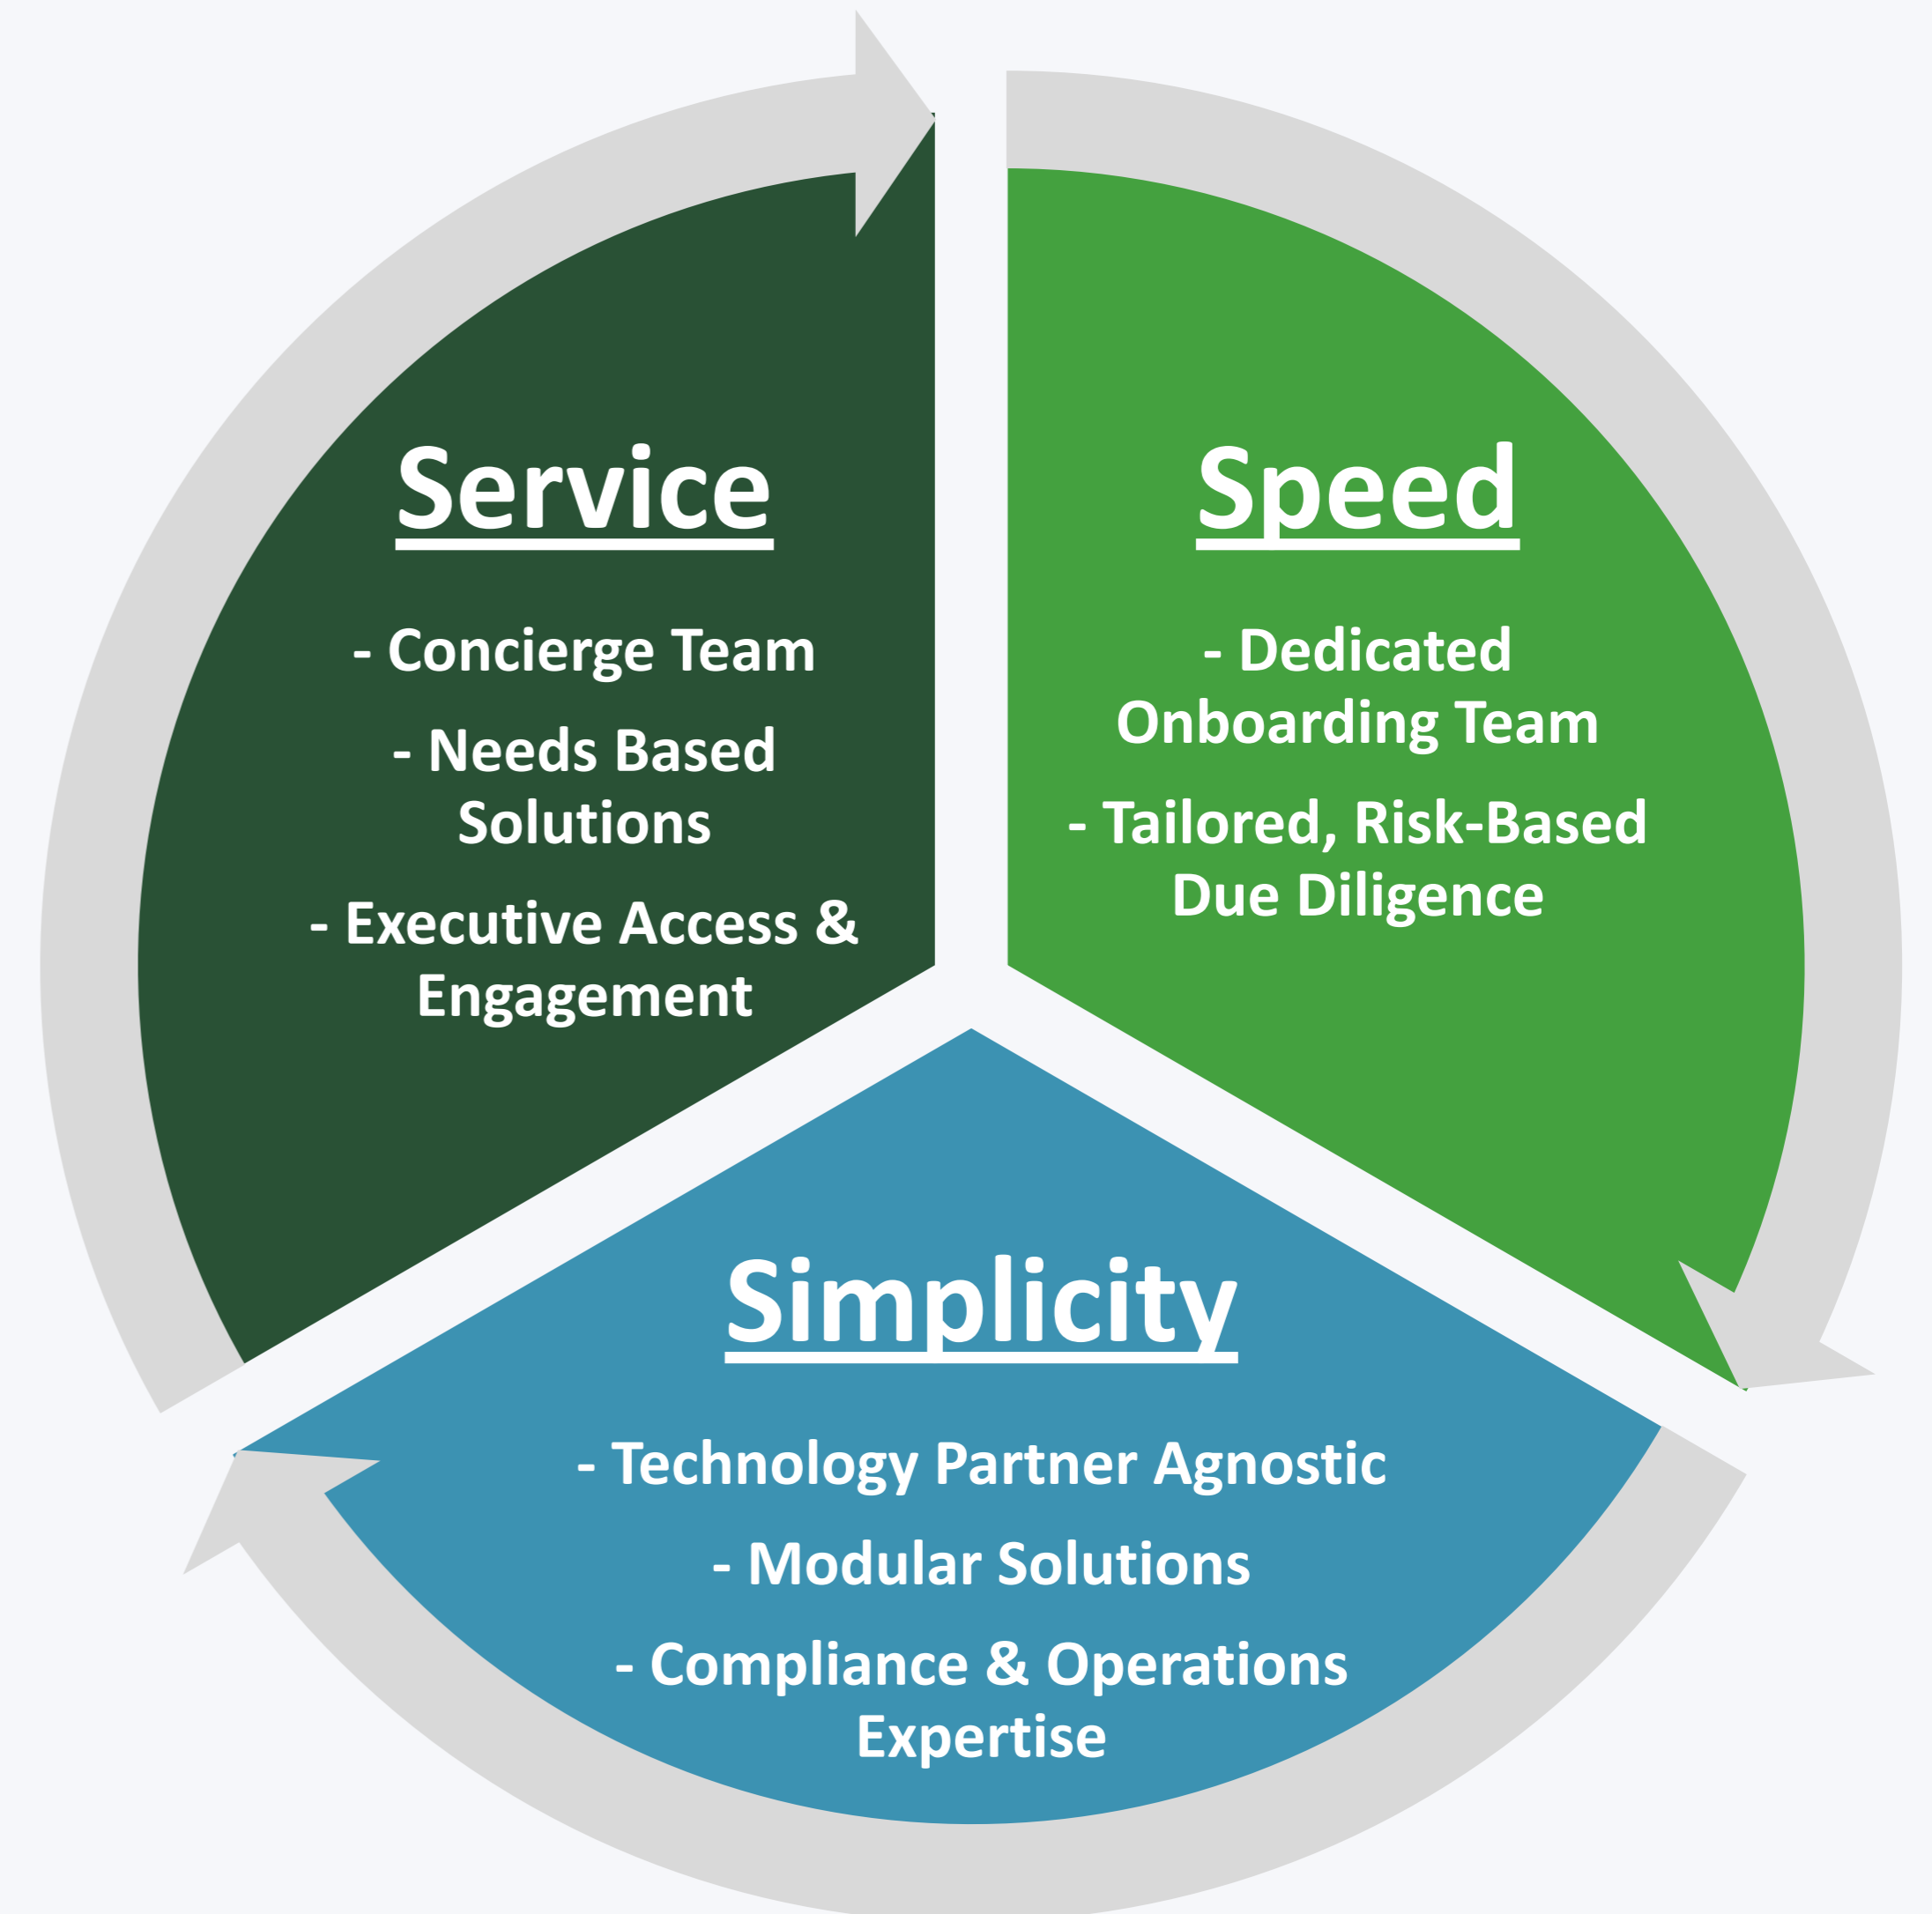 Service
- Concierge Team
- Needs Based
Solutions
- Executive Access &
Engagement
Speed
- Dedicated
Onboarding Team
- Tailored, Risk-Based
Due Diligence
Simplicity
- Technology Partner Agnostic
- Modular Solutions
- Compliance & Operations
Expertise